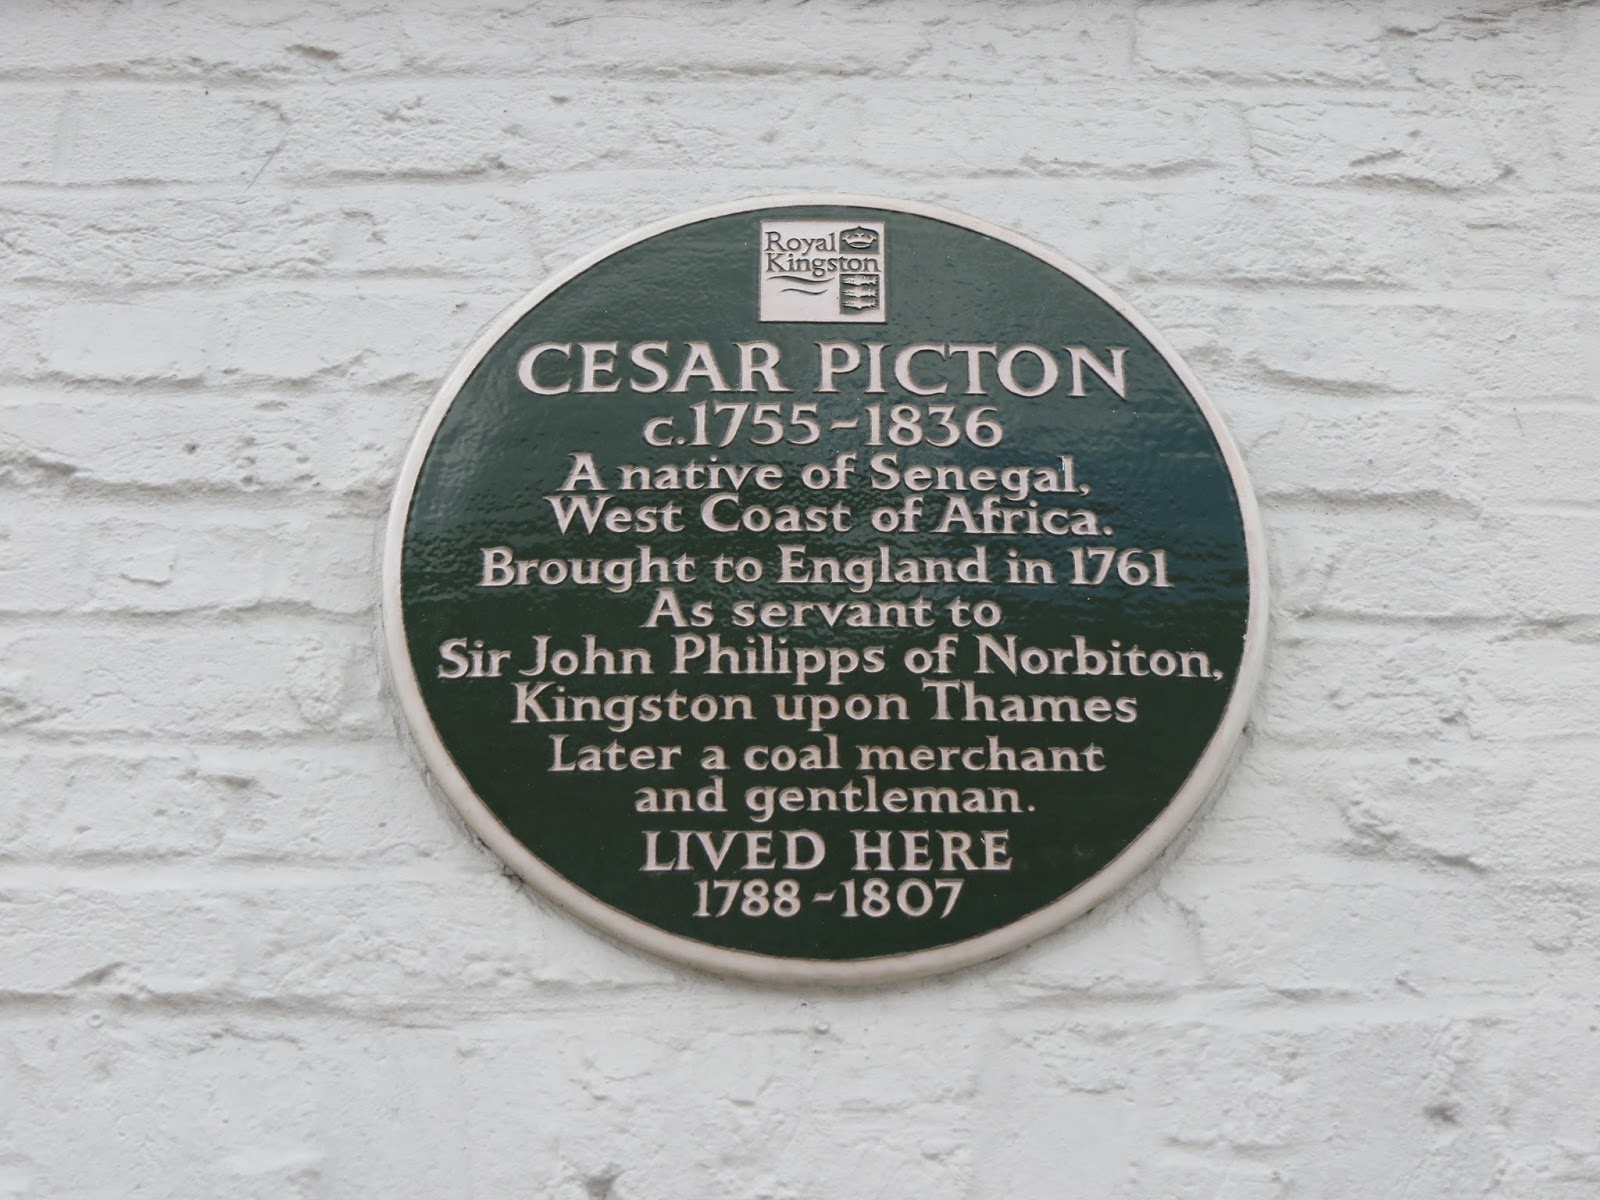 Royal
Kingston
CESAR PICTON
c.1755~1836
A native of Senegal,
West Coast of Africa.
Brought to England in 1761
As servant to
Sir John Philipps of Norbiton,
Kingston upon Thames
Later a coal merchant
and gentleman.
LIVED HERE
1788~1807